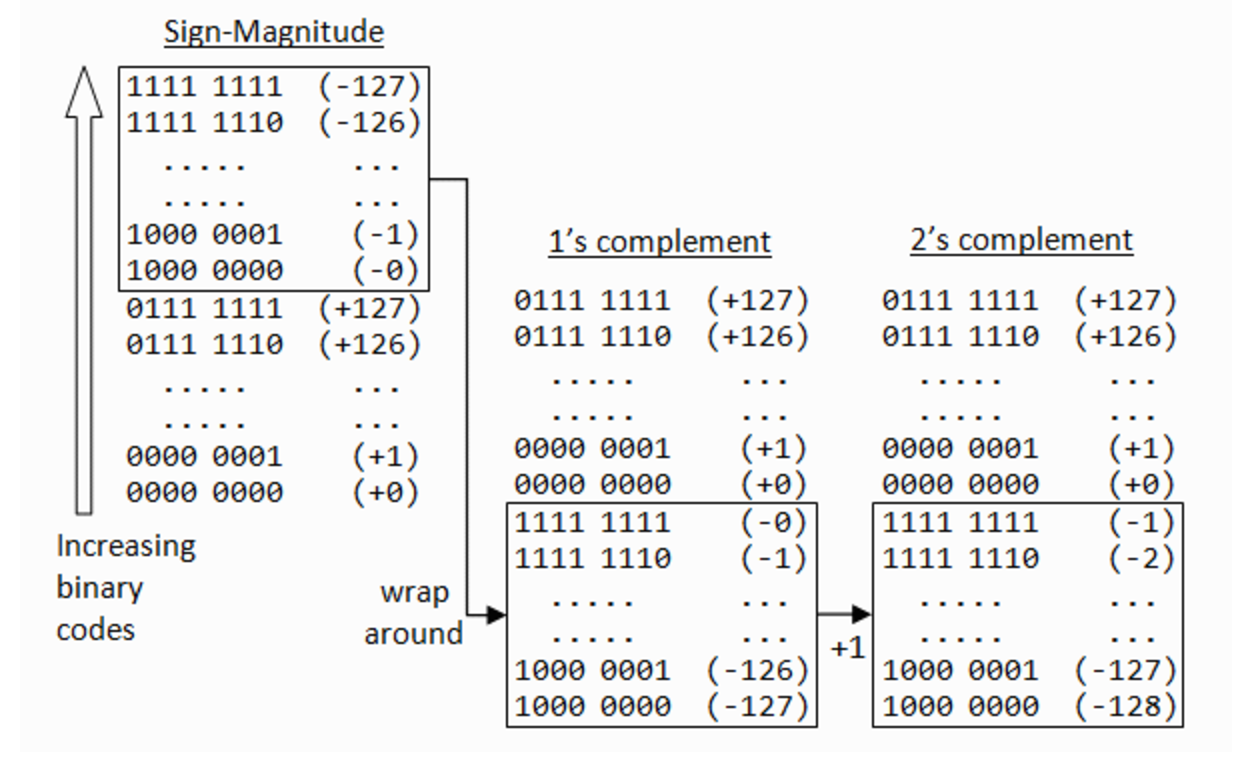 Sign-Magnitude
1111 1111 (-127)
1111 1110 (-126)
..... ...
..... ...
1000 0001 (-1)
1000 0000 (-0)
0111 1111 (+127)
0111 1110 (+126)
..... ...
..... ...
0000 0001 (+1)
0000 0000 (+0)
Increasing
binary
codes
wrap
around
1’s complement
0111 1111 (+127)
0111 1110 (+126)
..... ...
..... ...
0000 0001 (+1)
0000 0000 (+0)
1111 1111 (-0)
1111 1110 (-1)
..... ...
..... ...
1000 0001 (-126)
1000 0000 (-127)
+1
2’s complement
0111 1111 (+127)
0111 1110 (+126)
..... ...
..... ...
0000 0001 (+1)
0000 0000 (+0)
1111 1111 (-1)
1111 1110 (-2)
..... ...
..... ...
1000 0001 (-127)
1000 0000 (-128)